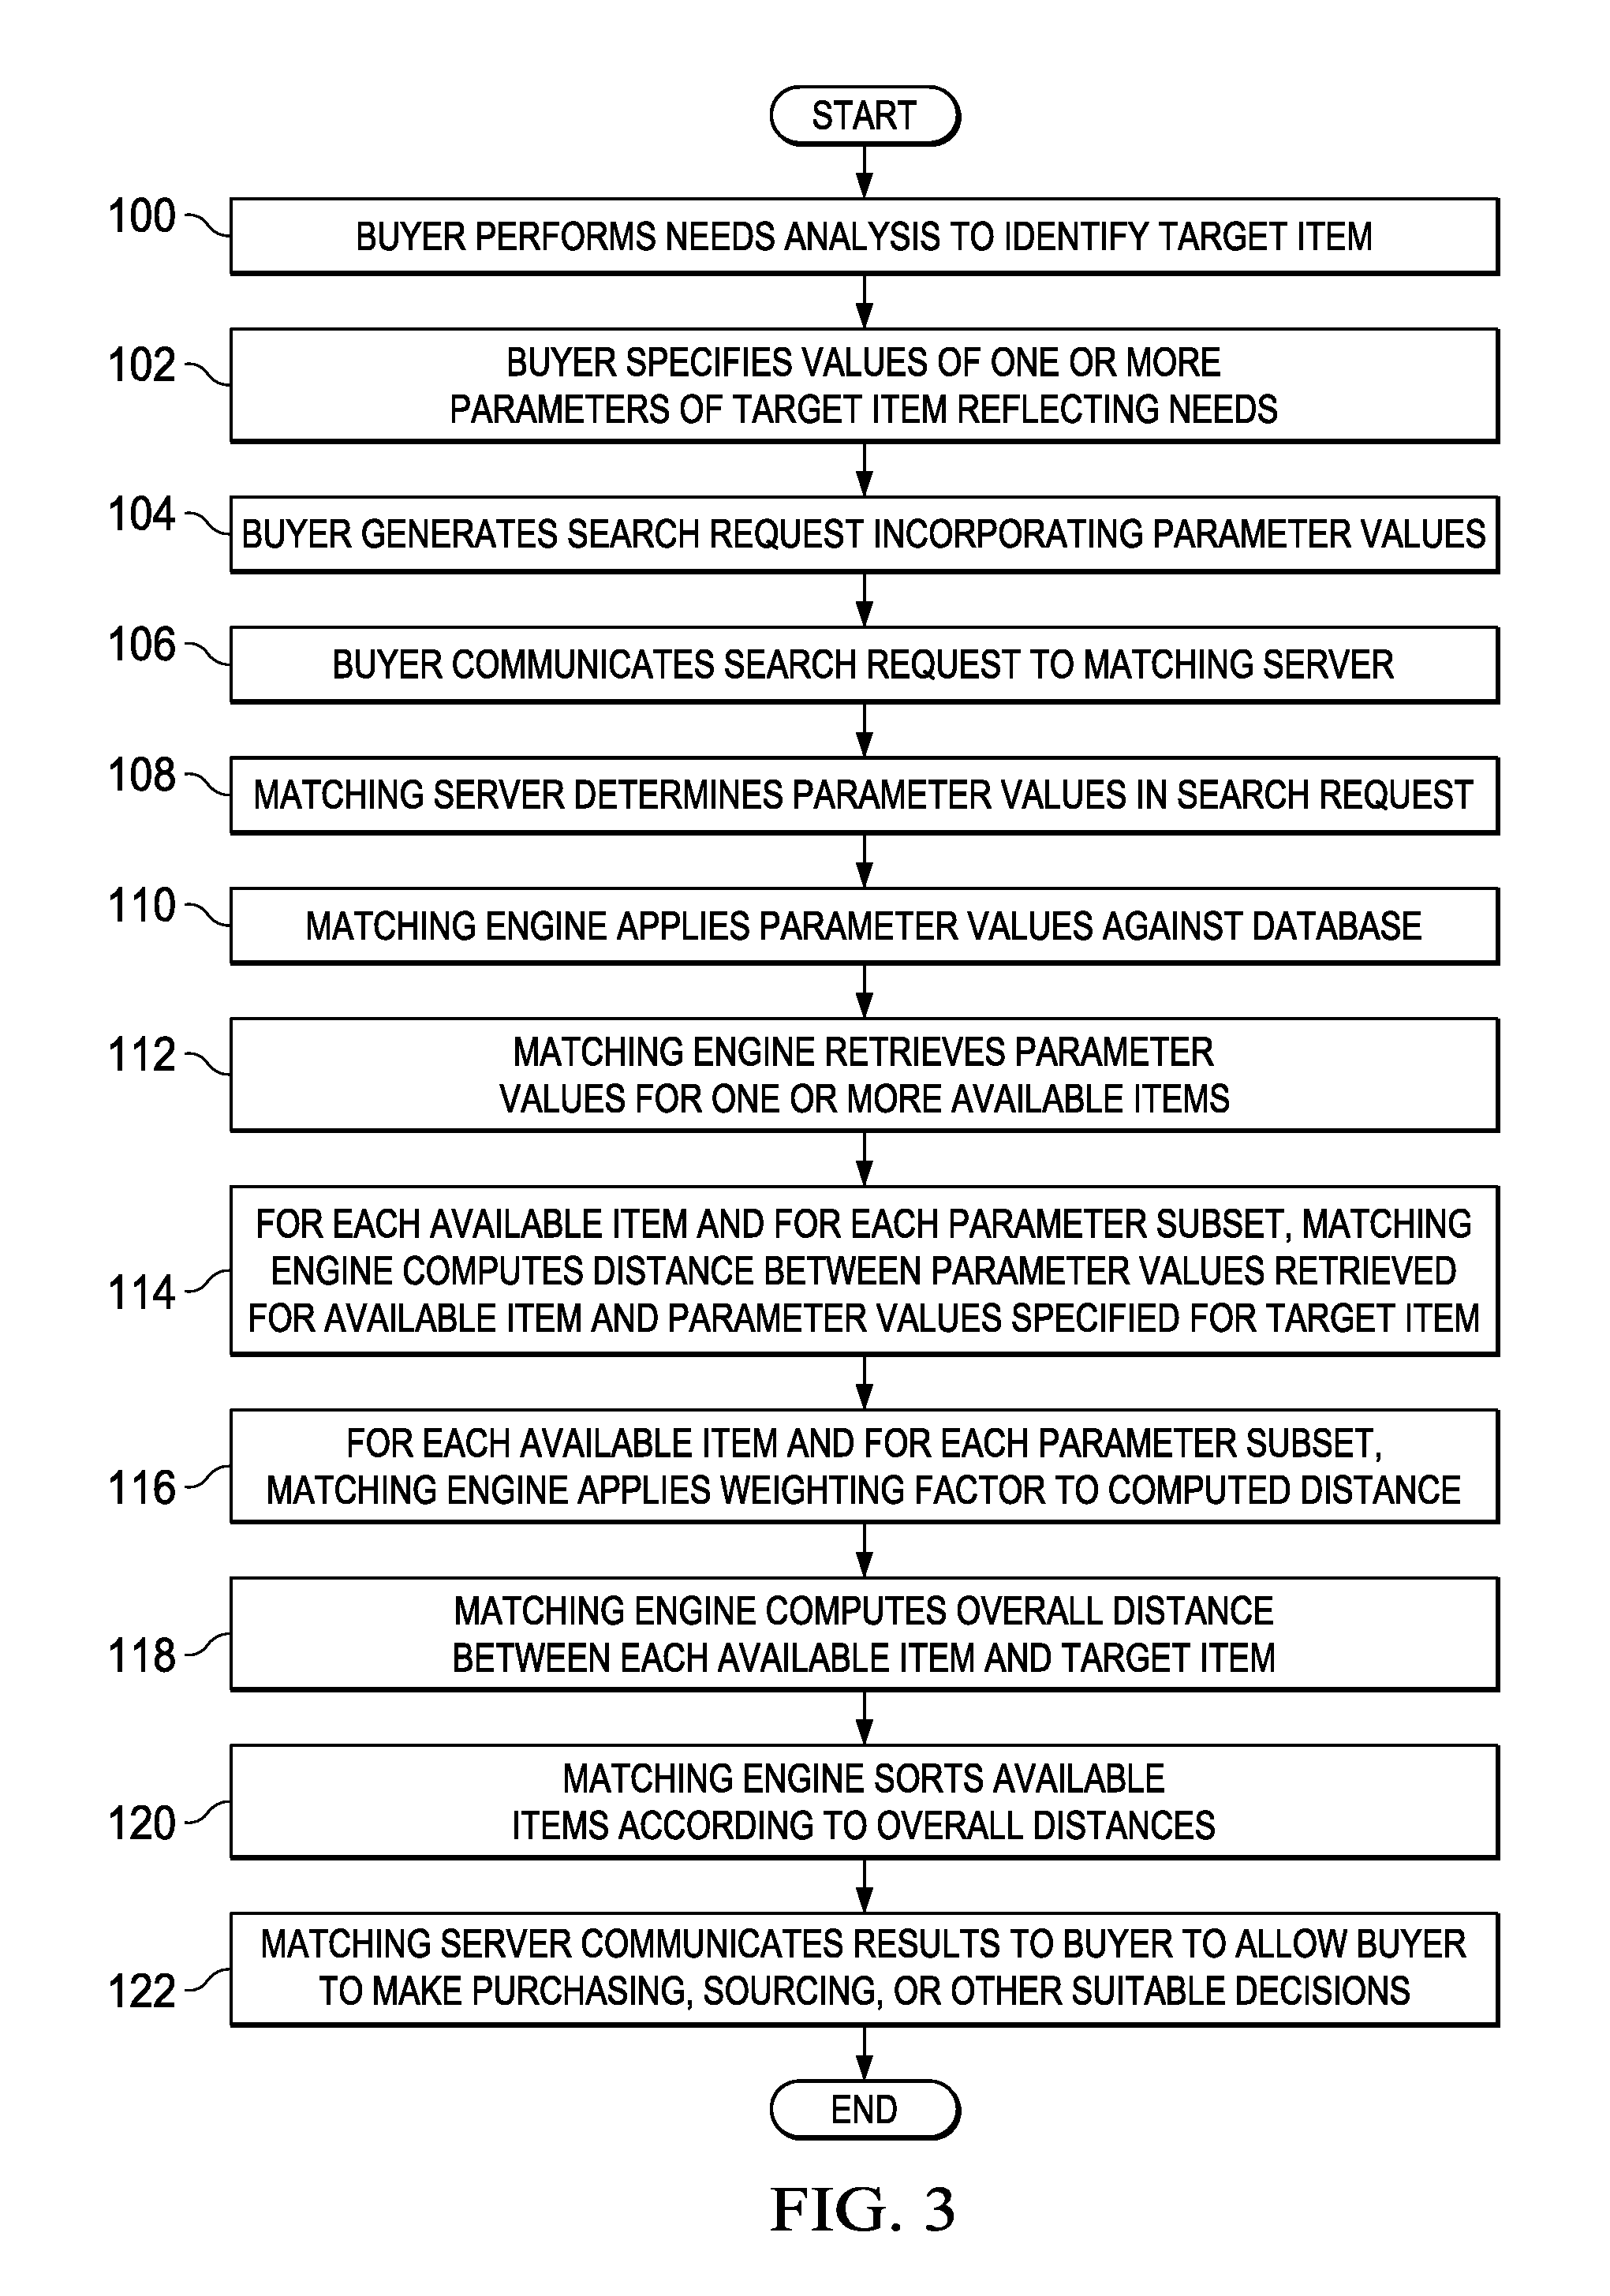 START
100
BUYER PERFORMS NEEDS ANALYSIS TO IDENTIFY TARGET ITEM
102
BUYER SPECIFIES VALUES OF ONE OR MORE
PARAMETERS OF TARGET ITEM REFLECTING NEEDS
104
BUYER GENERATES SEARCH REQUEST INCORPORATING PARAMETER VALUES
106
BUYER COMMUNICATES SEARCH REQUEST TO MATCHING SERVER
108
MATCHING SERVER DETERMINES PARAMETER VALUES IN SEARCH REQUEST
110
MATCHING ENGINE APPLIES PARAMETER VALUES AGAINST DATABASE
112
MATCHING ENGINE RETRIEVES PARAMETER
VALUES FOR ONE OR MORE AVAILABLE ITEMS
114
FOR EACH AVAILABLE ITEM AND FOR EACH PARAMETER SUBSET, MATCHING
ENGINE COMPUTES DISTANCE BETWEEN PARAMETER VALUES RETRIEVED
FOR AVAILABLE ITEM AND PARAMETER VALUES SPECIFIED FOR TARGET ITEM
116
FOR EACH AVAILABLE ITEM AND FOR EACH PARAMETER SUBSET,
MATCHING ENGINE APPLIES WEIGHTING FACTOR TO COMPUTED DISTANCE
118
MATCHING ENGINE COMPUTES OVERALL DISTANCE
BETWEEN EACH AVAILABLE ITEM AND TARGET ITEM
120
MATCHING ENGINE SORTS AVAILABLE
ITEMS ACCORDING TO OVERALL DISTANCES
122
MATCHING SERVER COMMUNICATES RESULTS TO BUYER TO ALLOW BUYER
TO MAKE PURCHASING, SOURCING, OR OTHER SUITABLE DECISIONS
END
FIG. 3